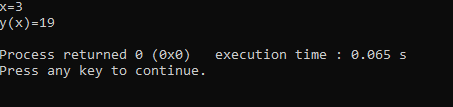 x=3
y(x)=19
Process returned 0 (0x0)   execution time : 0.065 s
Press any key to continue.